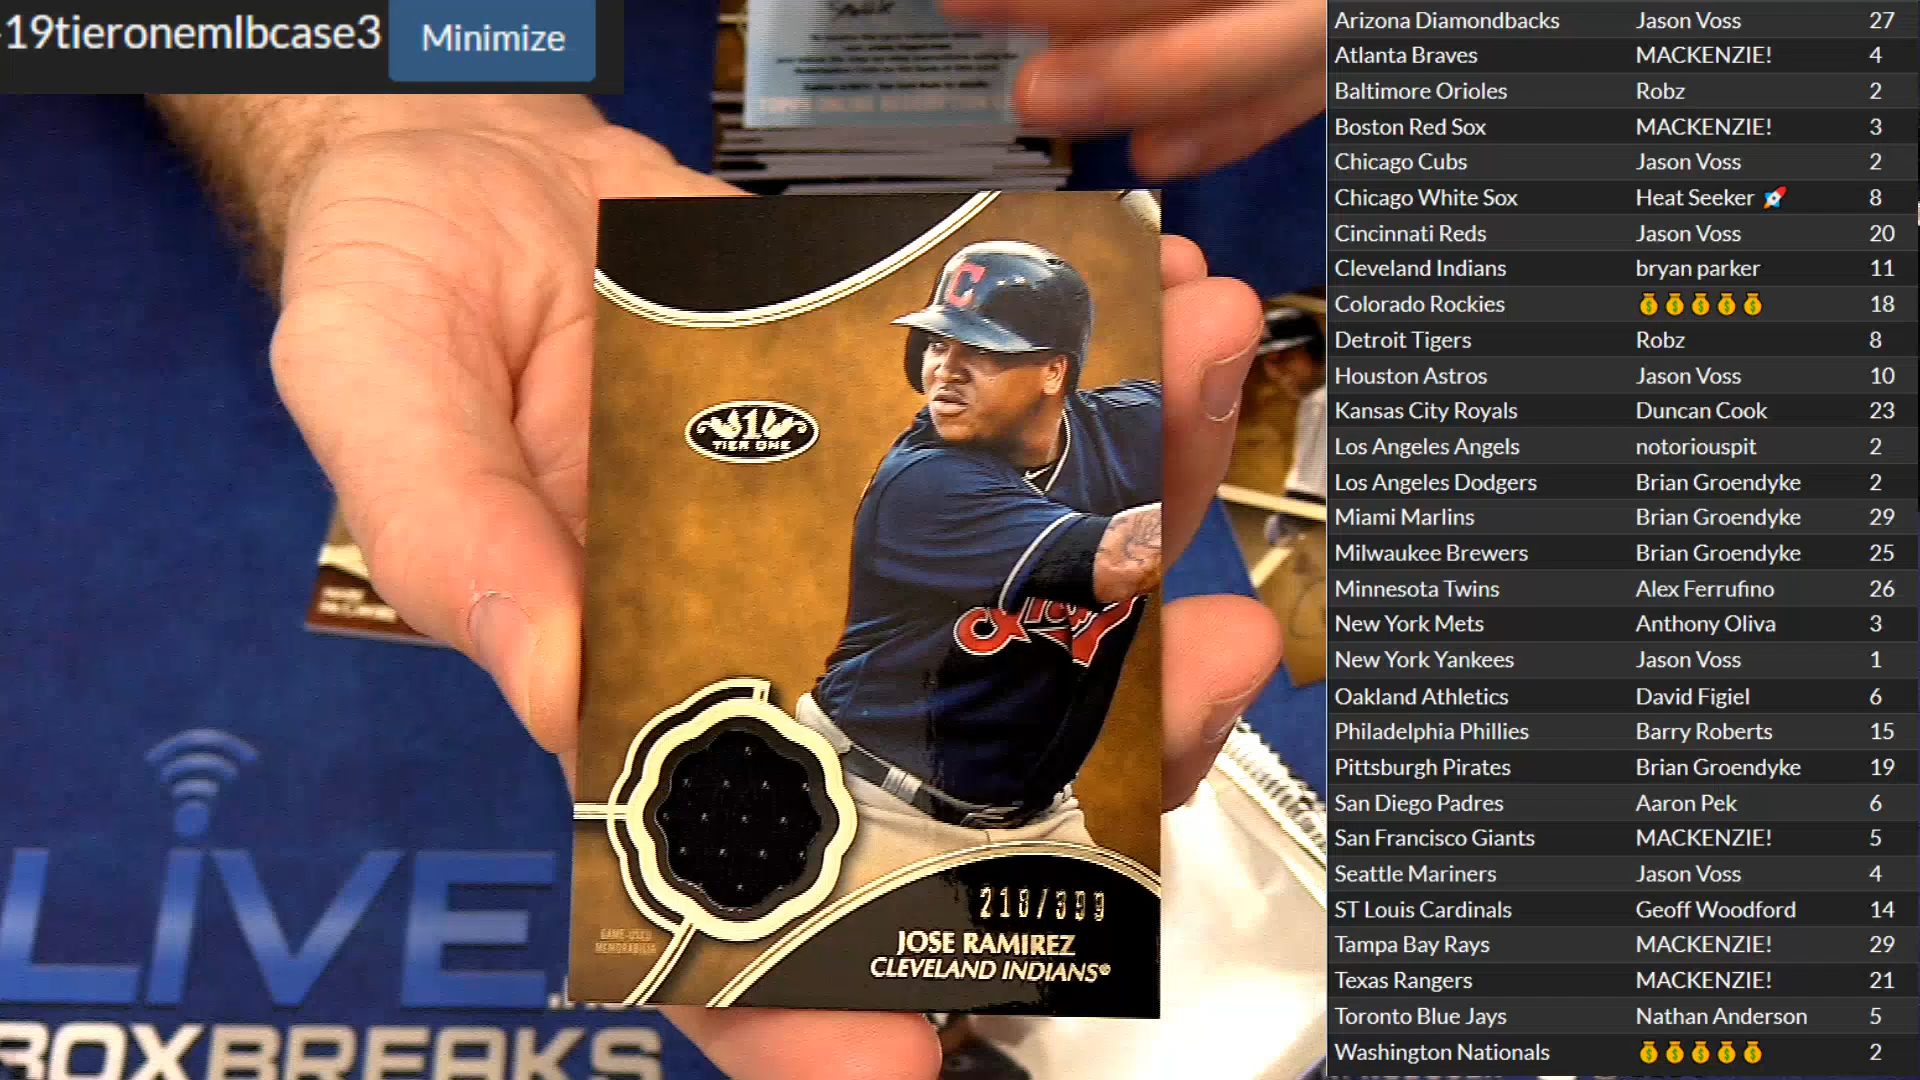 -19tieronemlbcase3
Minimize
TIER ONE
218/399
JOSE RAMIREZ
CLEVELAND INDIANS®
GAME-USED
MEMORABILIA
LIVE
BOXBREAKS
Arizona Diamondbacks Jason Voss 27
Atlanta Braves MACKENZIE! 4
Baltimore Orioles Robz 2
Boston Red Sox MACKENZIE! 3
Chicago Cubs Jason Voss 2
Chicago White Sox Heat Seeker 🚀 8
Cincinnati Reds Jason Voss 20
Cleveland Indians bryan parker 11
Colorado Rockies 💰💰💰💰💰 18
Detroit Tigers Robz 8
Houston Astros Jason Voss 10
Kansas City Royals Duncan Cook 23
Los Angeles Angels notoriouspit 2
Los Angeles Dodgers Brian Groendyke 2
Miami Marlins Brian Groendyke 29
Milwaukee Brewers Brian Groendyke 25
Minnesota Twins Alex Ferrufino 26
New York Mets Anthony Oliva 3
New York Yankees Jason Voss 1
Oakland Athletics David Figiel 6
Philadelphia Phillies Barry Roberts 15
Pittsburgh Pirates Brian Groendyke 19
San Diego Padres Aaron Pek 6
San Francisco Giants MACKENZIE! 5
Seattle Mariners Jason Voss 4
ST Louis Cardinals Geoff Woodford 14
Tampa Bay Rays MACKENZIE! 29
Texas Rangers MACKENZIE! 21
Toronto Blue Jays Nathan Anderson 5
Washington Nationals 💰💰💰💰💰 2